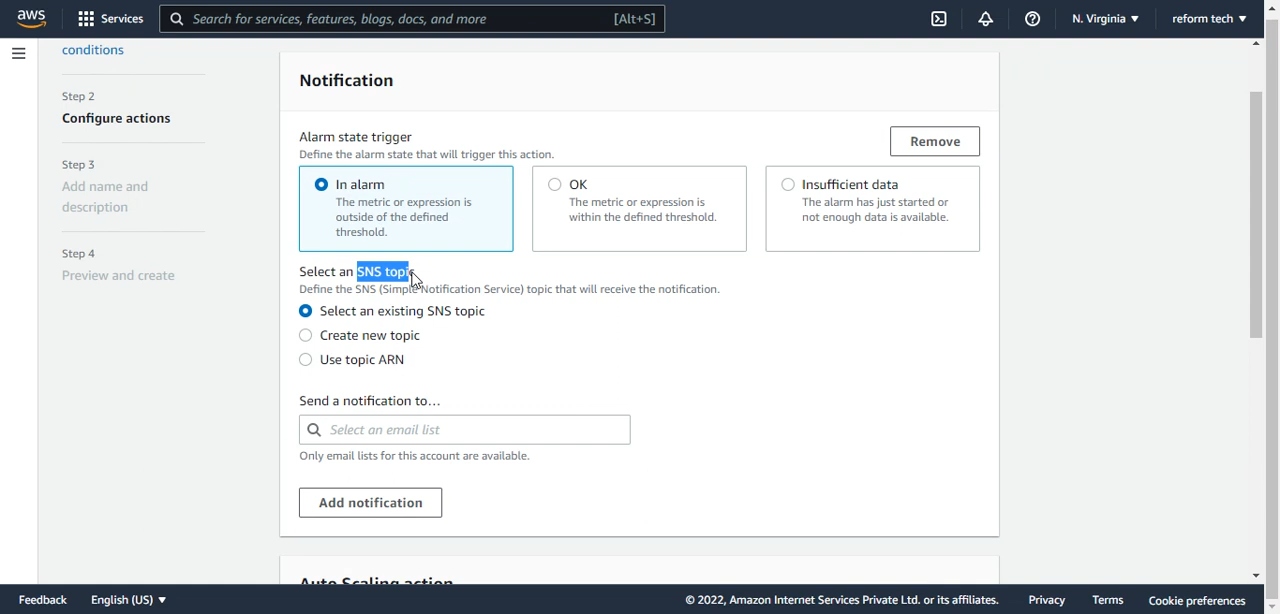 aws Services Search for services, features, blogs, docs, and more [Alt+S] N. Virginia ▼ reform tech ▼
conditions
Step 2
Configure actions
Step 3
Add name and
description
Step 4
Preview and create
Notification
Alarm state trigger
Define the alarm state that will trigger this action.
Remove
In alarm
The metric or expression is
outside of the defined
threshold.
OK
The metric or expression is
within the defined threshold.
Insufficient data
The alarm has just started or
not enough data is available.
Select an SNS topic
Define the SNS (Simple Notification Service) topic that will receive the notification.
Select an existing SNS topic
Create new topic
Use topic ARN
Send a notification to...
Select an email list
Only email lists for this account are available.
Add notification
Auto Scaling action
Feedback English (US) ▼ © 2022, Amazon Internet Services Private Ltd. or its affiliates. Privacy Terms Cookie preferences